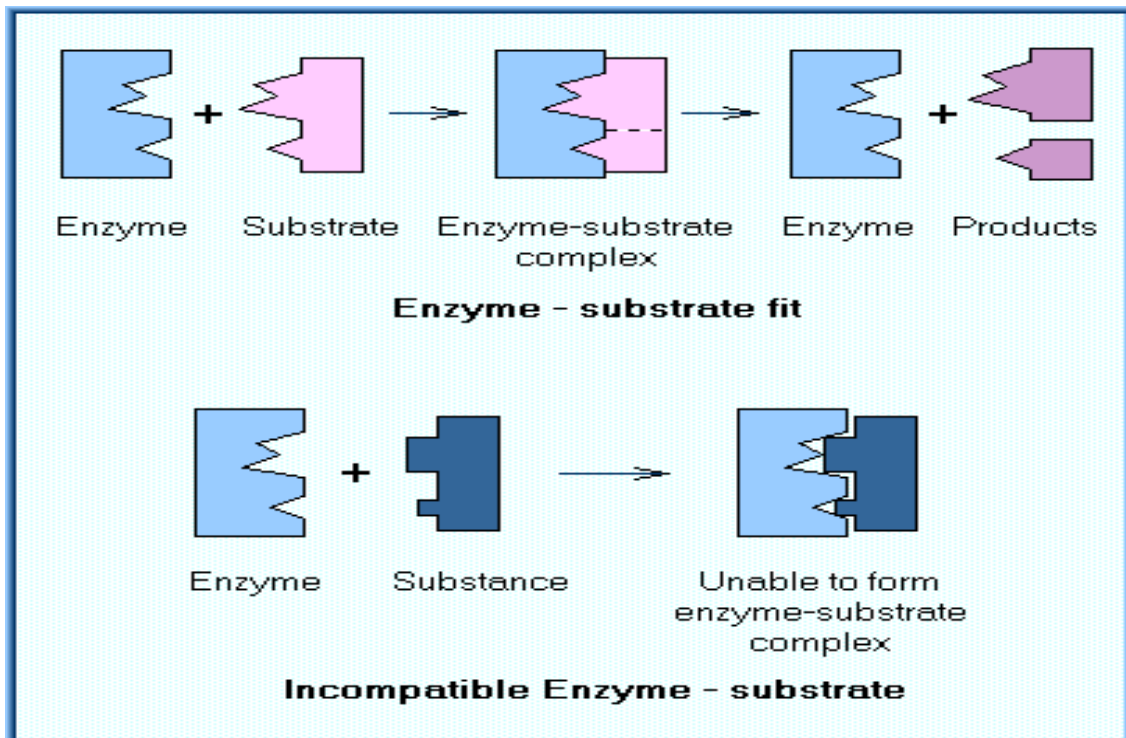 + +
Enzyme Substrate Enzyme-substrate complex Enzyme Products
Enzyme - substrate fit
+
Enzyme Substance Unable to form enzyme-substrate complex
Incompatible Enzyme - substrate